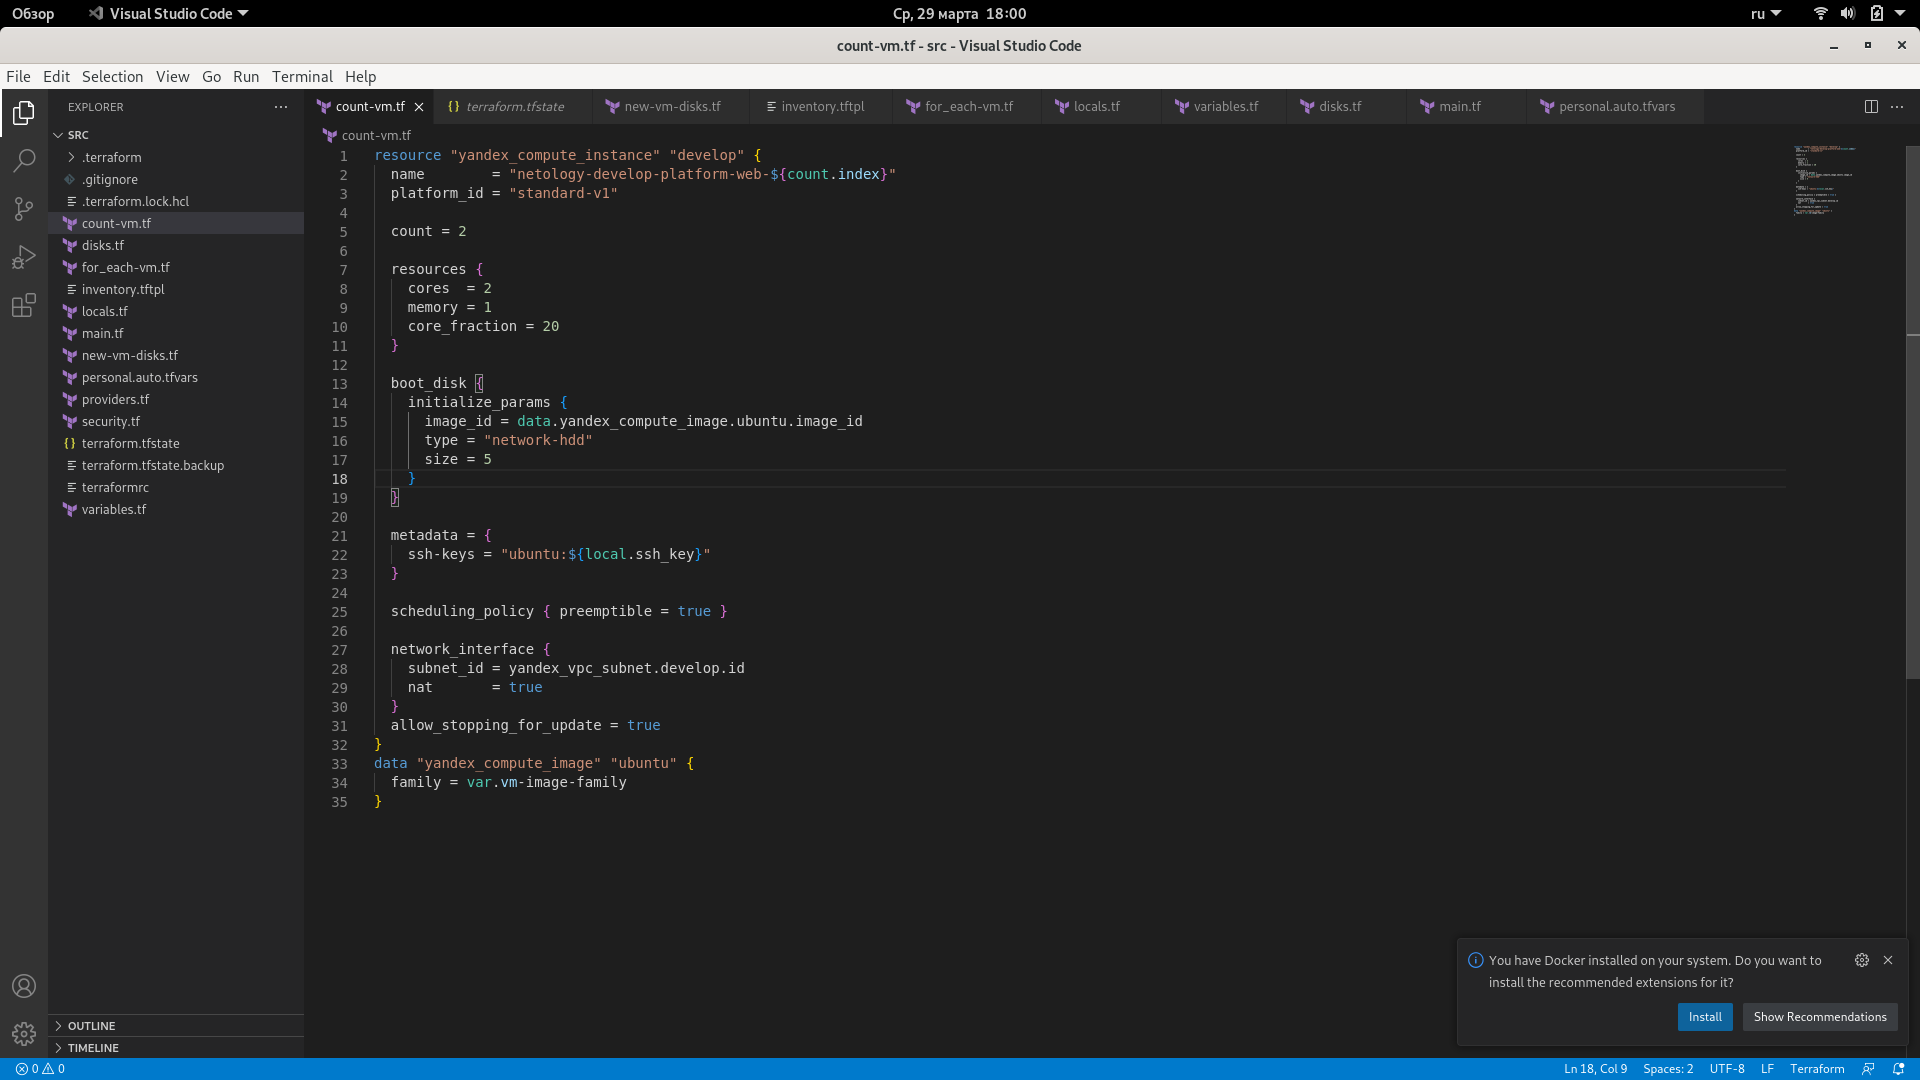 Обзор
Visual Studio Code
Ср, 29 марта 18:00
ru
count-vm.tf - src - Visual Studio Code
File Edit Selection View Go Run Terminal Help
EXPLORER
SRC
.terraform
.gitignore
.terraform.lock.hcl
count-vm.tf
disks.tf
for_each-vm.tf
inventory.tftpl
locals.tf
main.tf
new-vm-disks.tf
personal.auto.tfvars
providers.tf
security.tf
terraform.tfstate
terraform.tfstate.backup
terraformrc
variables.tf
OUTLINE
TIMELINE
count-vm.tf terraform.tfstate new-vm-disks.tf inventory.tftpl for_each-vm.tf locals.tf variables.tf disks.tf main.tf personal.auto.tfvars
count-vm.tf
1 resource "yandex_compute_instance" "develop" {
2   name        = "netology-develop-platform-web-${count.index}"
3   platform_id = "standard-v1"
4
5   count = 2
6
7   resources {
8     cores  = 2
9     memory = 1
10     core_fraction = 20
11   }
12
13   boot_disk {
14     initialize_params {
15       image_id = data.yandex_compute_image.ubuntu.image_id
16       type = "network-hdd"
17       size = 5
18     }
19   }
20
21   metadata = {
22     ssh-keys = "ubuntu:${local.ssh_key}"
23   }
24
25   scheduling_policy { preemptible = true }
26
27   network_interface {
28     subnet_id = yandex_vpc_subnet.develop.id
29     nat       = true
30   }
31   allow_stopping_for_update = true
32 }
33 data "yandex_compute_image" "ubuntu" {
34   family = var.vm-image-family
35 }
You have Docker installed on your system. Do you want to
install the recommended extensions for it?
Install
Show Recommendations
0 0
Ln 18, Col 9 Spaces: 2 UTF-8 LF Terraform